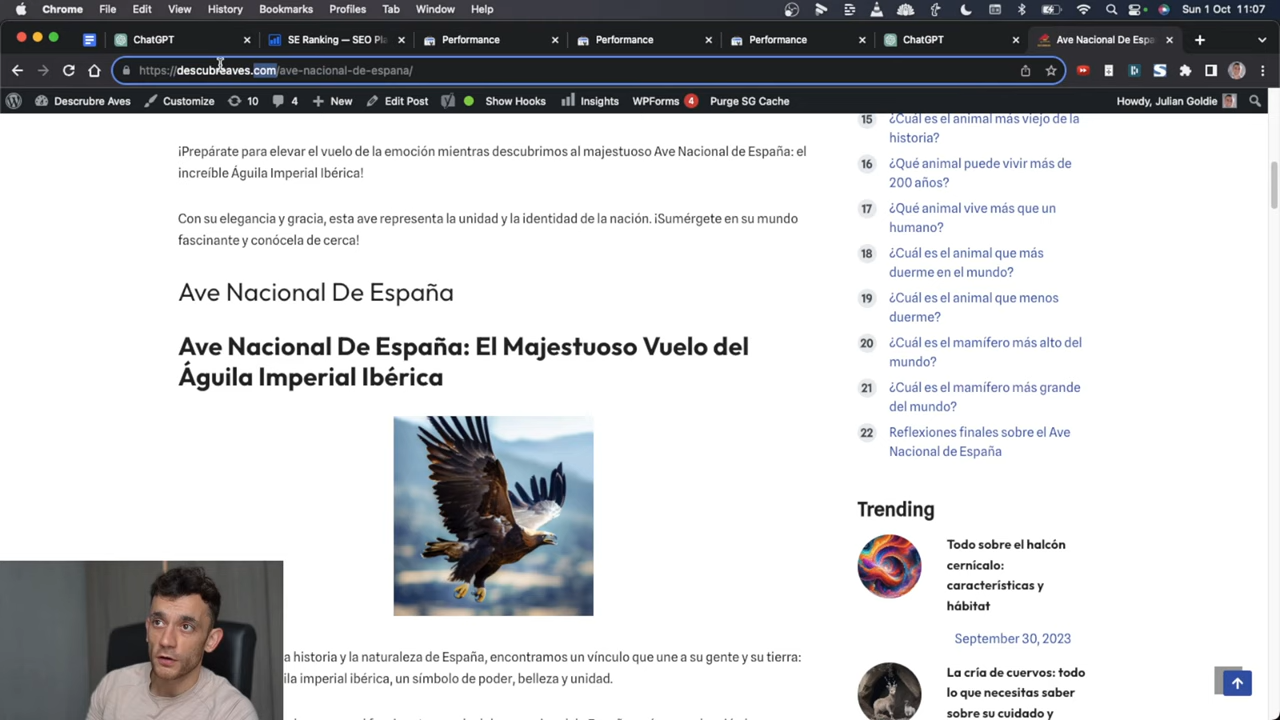 Chrome File Edit View History Bookmarks Profiles Tab Window Help Sun 1 Oct 11:07
ChatGPT SE Ranking — SEO Pla Performance Performance Performance ChatGPT Ave Nacional De Espa
https://descubreaves.com/ave-nacional-de-espana/
Descrubre Aves Customize 10 4 New Edit Post Show Hooks Insights WPForms 4 Purge SG Cache Howdy, Julian Goldie
¡Prepárate para elevar el vuelo de la emoción mientras descubrimos al majestuoso Ave Nacional de España: el
increíble Águila Imperial Ibérica!
Con su elegancia y gracia, esta ave representa la unidad y la identidad de la nación. ¡Sumérgete en su mundo
fascinante y conócela de cerca!
Ave Nacional De España
Ave Nacional De España: El Majestuoso Vuelo del
Águila Imperial Ibérica
a historia y la naturaleza de España, encontramos un vínculo que une a su gente y su tierra:
ila imperial ibérica, un símbolo de poder, belleza y unidad.
15 ¿Cuál es el animal más viejo de la
historia?
16 ¿Qué animal puede vivir más de
200 años?
17 ¿Qué animal vive más que un
humano?
18 ¿Cuál es el animal que más
duerme en el mundo?
19 ¿Cuál es el animal que menos
duerme?
20 ¿Cuál es el mamífero más alto del
mundo?
21 ¿Cuál es el mamífero más grande
del mundo?
22 Reflexiones finales sobre el Ave
Nacional de España
Trending
Todo sobre el halcón
cernícalo:
características y
hábitat
September 30, 2023
La cría de cuervos: todo
lo que necesitas saber
sobre su cuidado y